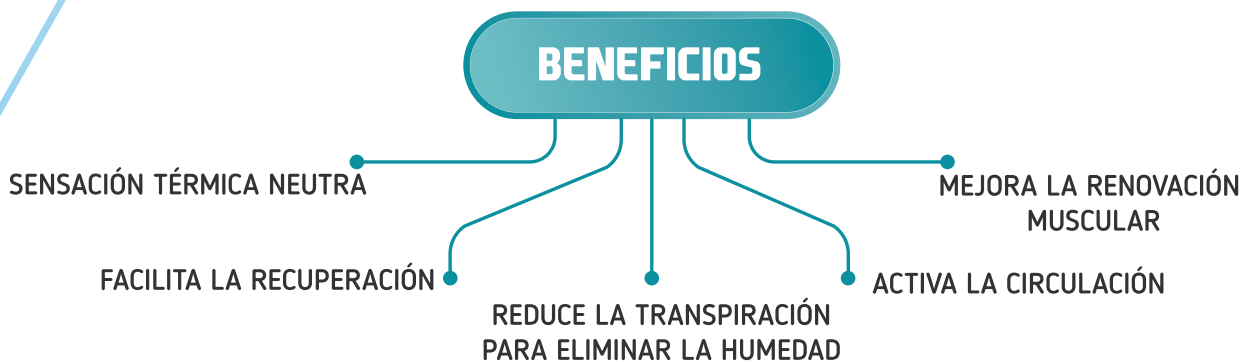 BENEFICIOS
SENSACIÓN TÉRMICA NEUTRA
FACILITA LA RECUPERACIÓN
REDUCE LA TRANSPIRACIÓN
PARA ELIMINAR LA HUMEDAD
ACTIVA LA CIRCULACIÓN
MEJORA LA RENOVACIÓN
MUSCULAR